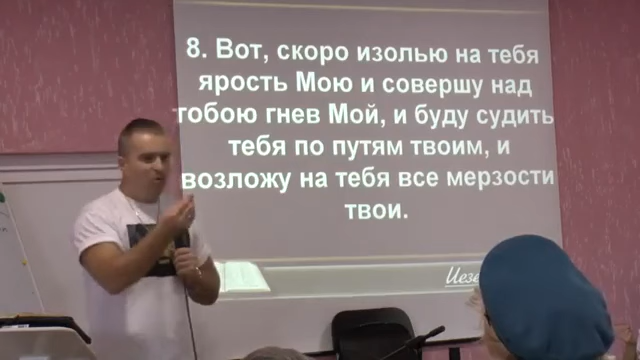 8. Вот, скоро изолью на тебя
ярость Мою и совершу над
тобою гнев Мой, и буду судить
тебя по путям твоим, и
возложу на тебя все мерзости
твои.